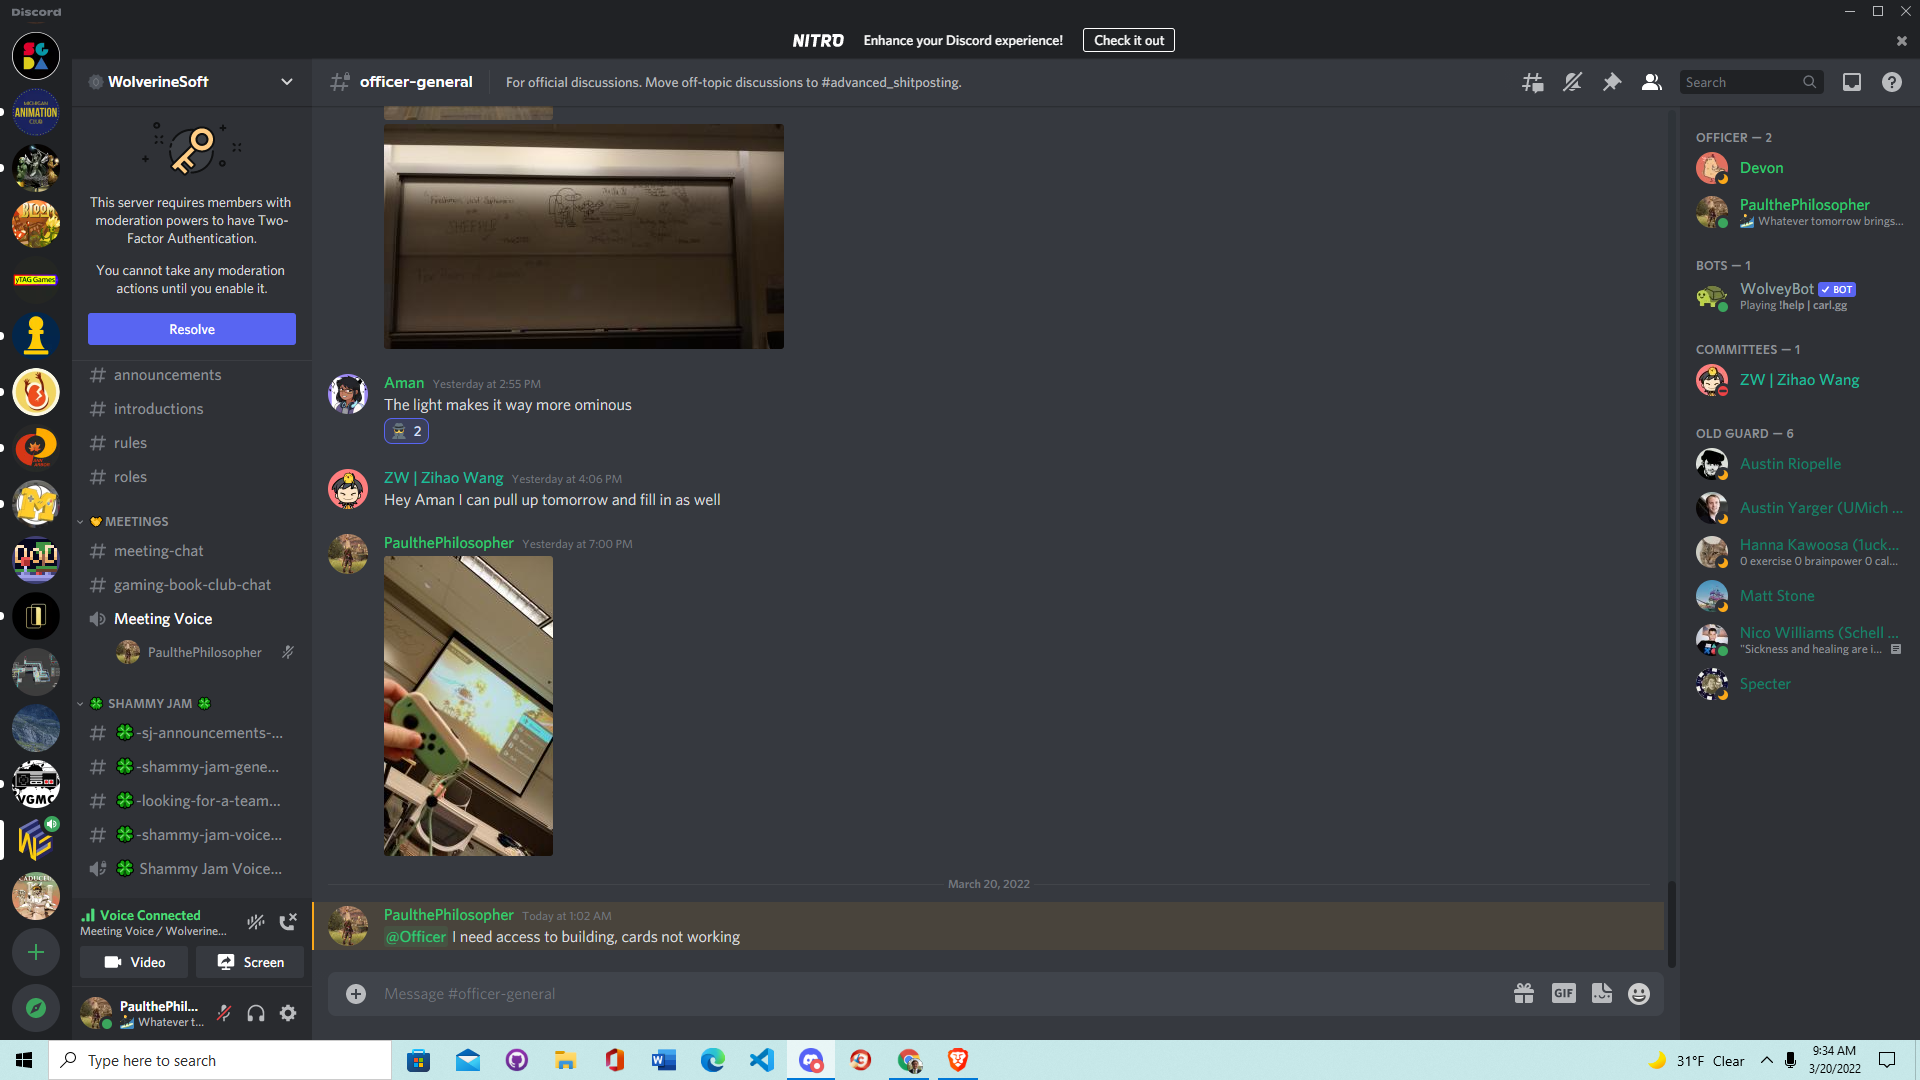 Discord
NITRO Enhance your Discord experience! Check it out
SG
DA
MICHIGAN
ANIMATION
CLUB
BLOOM
yTAG Games
VGMC
WolverineSoft
This server requires members with
moderation powers to have Two-
Factor Authentication.
You cannot take any moderation
actions until you enable it.
Resolve
announcements
introductions
rules
roles
MEETINGS
meeting-chat
gaming-book-club-chat
Meeting Voice
PaulthePhilosopher
SHAMMY JAM
-sj-announcements-...
-shammy-jam-gene...
-looking-for-a-team...
-shammy-jam-voice...
Shammy Jam Voice...
Voice Connected
Meeting Voice / Wolverine...
Video Screen
PaulthePhil...
Whatever t...
officer-general For official discussions. Move off-topic discussions to #advanced_shitposting.
Search
Aman Yesterday at 2:55 PM
The light makes it way more ominous
2
ZW | Zihao Wang Yesterday at 4:06 PM
Hey Aman I can pull up tomorrow and fill in as well
PaulthePhilosopher Yesterday at 7:00 PM
March 20, 2022
PaulthePhilosopher Today at 1:02 AM
@Officer I need access to building, cards not working
Message #officer-general
GIF
OFFICER — 2
Devon
PaulthePhilosopher
Whatever tomorrow brings...
BOTS — 1
WolveyBot BOT
Playing !help | carl.gg
COMMITTEES — 1
ZW | Zihao Wang
OLD GUARD — 6
Austin Riopelle
Austin Yarger (UMich ...
Hanna Kawoosa (1uck...
0 exercise 0 brainpower 0 cal...
Matt Stone
Nico Williams (Schell ...
"Sickness and healing are i...
Specter
Type here to search
31°F Clear
9:34 AM
3/20/2022